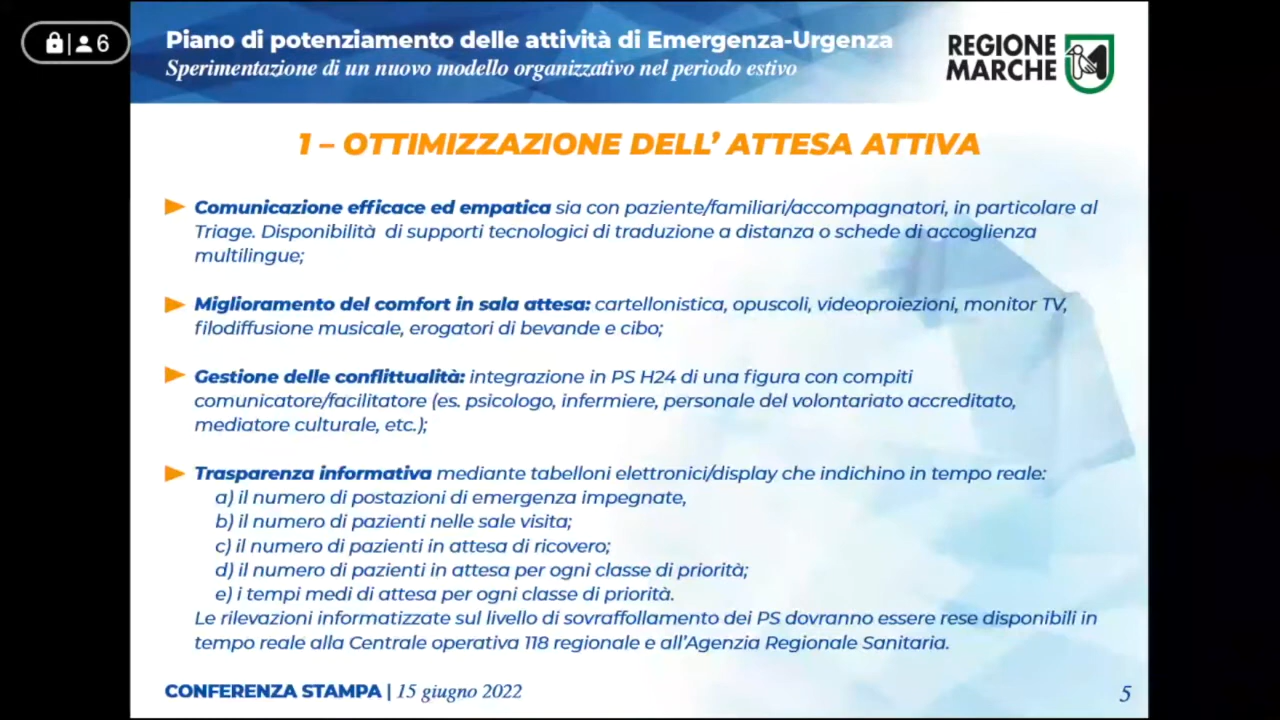 6
Piano di potenziamento delle attività di Emergenza-Urgenza
Sperimentazione di un nuovo modello organizzativo nel periodo estivo
REGIONE
MARCHE
1 – OTTIMIZZAZIONE DELL’ ATTESA ATTIVA
Comunicazione efficace ed empatica sia con paziente/familiari/accompagnatori, in particolare al
Triage. Disponibilità di supporti tecnologici di traduzione a distanza o schede di accoglienza
multilingue;
Miglioramento del comfort in sala attesa: cartellonistica, opuscoli, videoproiezioni, monitor TV,
filodiffusione musicale, erogatori di bevande e cibo;
Gestione delle conflittualità: integrazione in PS H24 di una figura con compiti
comunicatore/facilitatore (es. psicologo, infermiere, personale del volontariato accreditato,
mediatore culturale, etc.);
Trasparenza informativa mediante tabelloni elettronici/display che indichino in tempo reale:
a) il numero di postazioni di emergenza impegnate,
b) il numero di pazienti nelle sale visita;
c) il numero di pazienti in attesa di ricovero;
d) il numero di pazienti in attesa per ogni classe di priorità;
e) i tempi medi di attesa per ogni classe di priorità.
Le rilevazioni informatizzate sul livello di sovraffollamento dei PS dovranno essere rese disponibili in
tempo reale alla Centrale operativa 118 regionale e all’Agenzia Regionale Sanitaria.
CONFERENZA STAMPA | 15 giugno 2022
5